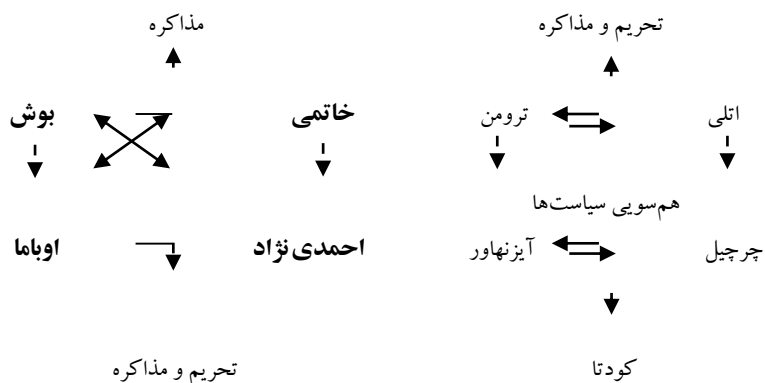 تحریم و مذاکره
مذاکره
اتلی
ترومن
خاتمی
بوش
هم‌سویی سیاست‌ها
چرچیل
آیزنهاور
احمدی‌نژاد
اوباما
کودتا
تحریم و مذاکره